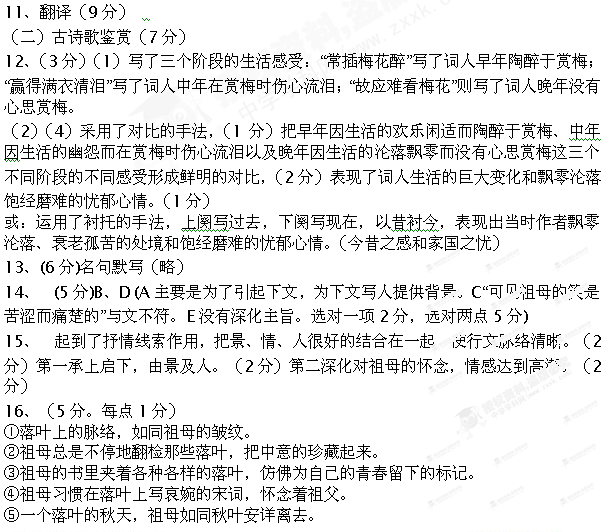 11、翻译（9分）
（二）古诗歌鉴赏（7分）
12、（3分）（1）写了三个阶段的生活感受：“常插梅花醉”写了词人早年陶醉于赏梅；
“赢得满衣清泪”写了词人中年在赏梅时伤心流泪；“故应难看梅花”则写了词人晚年没有
心思赏梅。
（2）（4）采用了对比的手法，（1 分）把早年因生活的欢乐闲适而陶醉于赏梅、中年
因生活的幽怨而在赏梅时伤心流泪以及晚年因生活的沦落飘零而没有心思赏梅这三个
不同阶段的不同感受形成鲜明的对比，（2 分）表现了词人生活的巨大变化和飘零沦落
饱经磨难的忧郁心情。（1 分）
或：运用了衬托的手法，上阕写过去，下阕写现在，以昔衬今，表现出当时作者飘零
沦落、衰老孤苦的处境和饱经磨难的忧郁心情。（今昔之感和家国之忧）
13、(6 分)名句默写（略）
14、 (5 分)B、D (A 主要是为了引起下文，为下文写人提供背景。C“可见祖母的笑是
苦涩而痛楚的”与文不符。E 没有深化主旨。选对一项 2 分，选对两点 5 分)
15、 起到了抒情线索作用，把景、情、人很好的结合在一起 使行文脉络清晰。（2
分）第一承上启下，由景及人。（2 分）第二深化对祖母的怀念，情感达到高潮。（2
分）
16、（5 分。每点 1 分）
①落叶上的脉络，如同祖母的皱纹。
②祖母总是不停地翻检那些落叶，把中意的珍藏起来。
③祖母的书里夹着各种各样的落叶，仿佛为自己的青春留下的标记。
④祖母习惯在落叶上写哀婉的宋词，怀念着祖父。
⑤一个落叶的秋天，祖母如同秋叶安详离去。